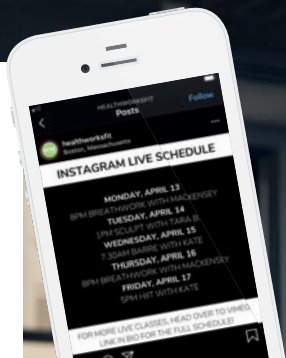 HEALTHWORKSFIT
Posts
Follow
healthworksfit
Boston, Massachusetts
INSTAGRAM LIVE SCHEDULE
MONDAY, APRIL 13
8PM BREATHWORK WITH MACKENSEY
TUESDAY, APRIL 14
1PM SCULPT WITH TARA B
WEDNESDAY, APRIL 15
7:30AM BARRE WITH KATE
THURSDAY, APRIL 16
8PM BREATHWORK WITH MACKENSEY
FRIDAY, APRIL 17
5PM HIIT WITH KATE
FOR MORE LIVE CLASSES, HEAD OVER TO VIMEO
LINK IN BIO FOR THE FULL SCHEDULE!